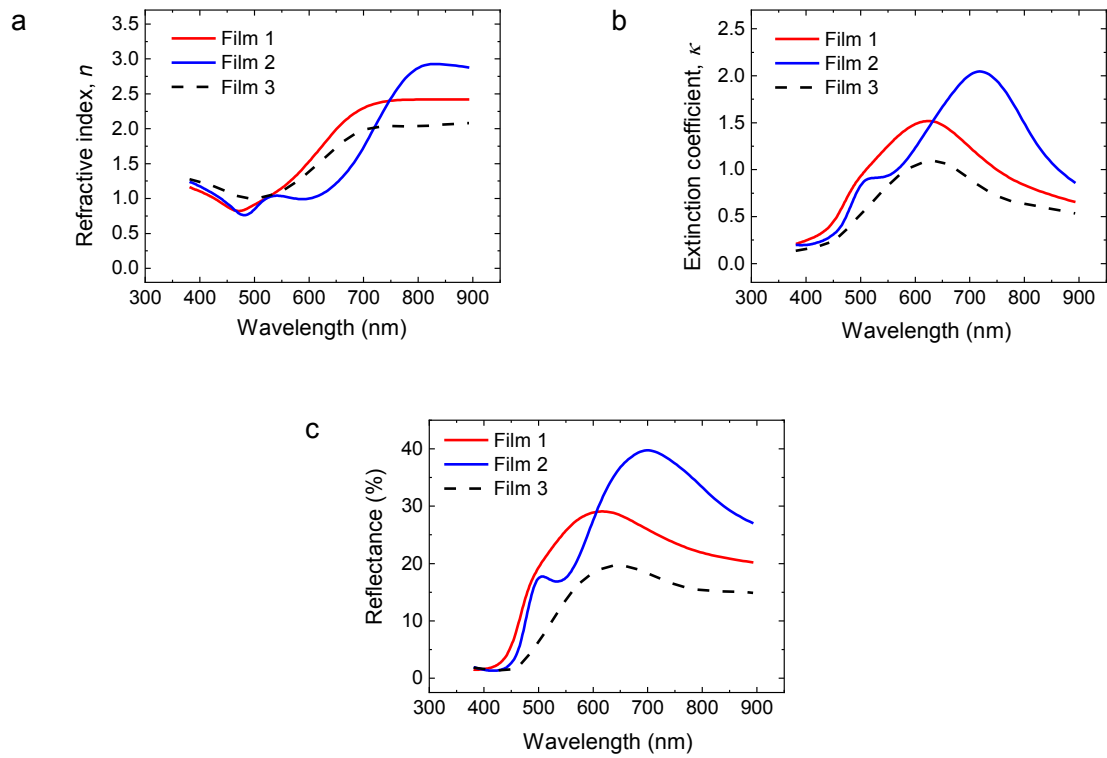 a
Refractive index, n
3.5
3.0
2.5
2.0
1.5
1.0
0.5
0.0
Film 1
Film 2
Film 3
300 400 500 600 700 800 900
Wavelength (nm)
b
Extinction coefficient, κ
2.5
2.0
1.5
1.0
0.5
0.0
Film 1
Film 2
Film 3
300 400 500 600 700 800 900
Wavelength (nm)
c
Reflectance (%)
40
30
20
10
0
Film 1
Film 2
Film 3
300 400 500 600 700 800 900
Wavelength (nm)